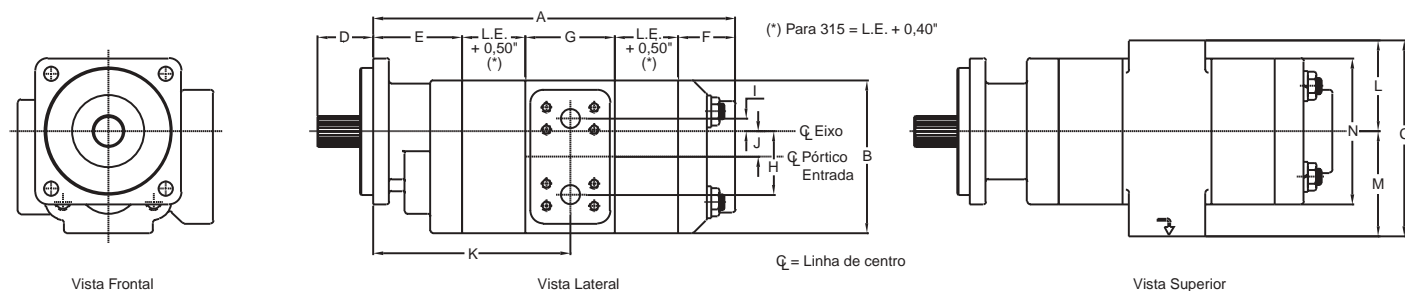 A
D
E
L.E.
+ 0,50"
(*)
G
L.E.
+ 0,50"
(*)
F
(*) Para 315 = L.E. + 0,40"
I
J
H
℄ Eixo
℄ Pórtico
Entrada
B
K
℄ = Linha de centro
L
N
M
O
Vista Frontal
Vista Lateral
Vista Superior